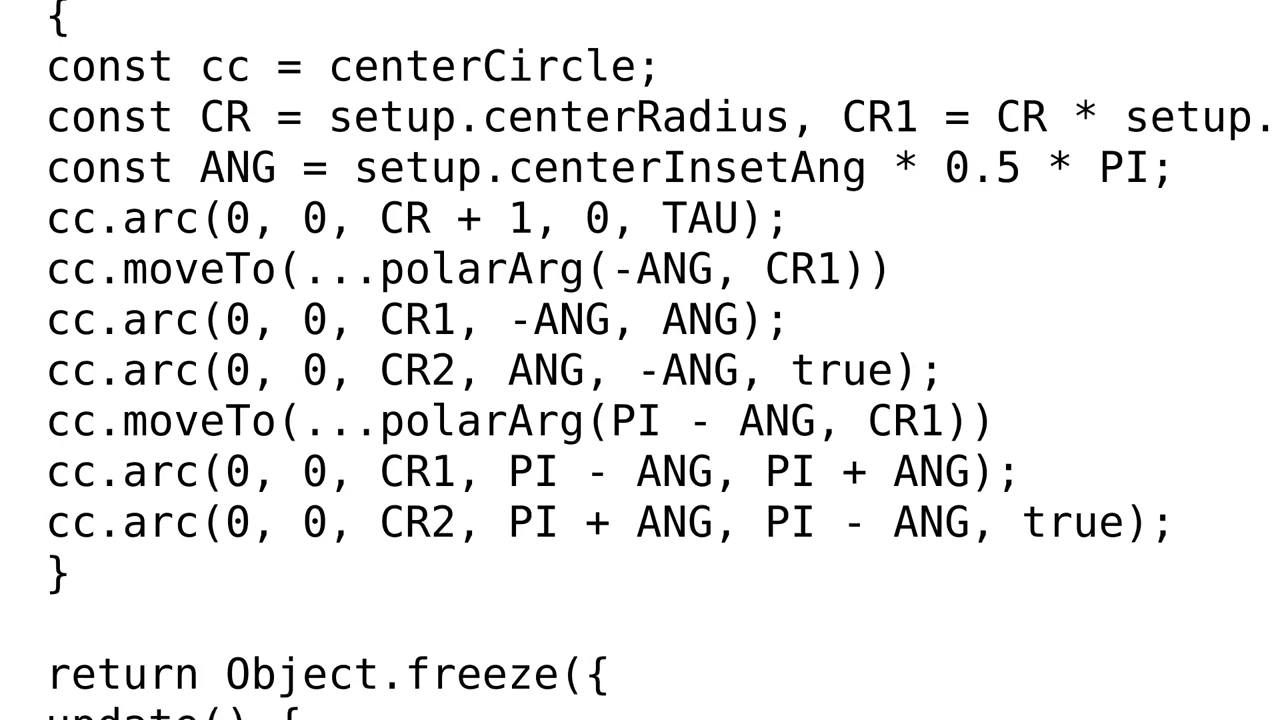 {
const cc = centerCircle;
const CR = setup.centerRadius, CR1 = CR * setup.
const ANG = setup.centerInsetAng * 0.5 * PI;
cc.arc(0, 0, CR + 1, 0, TAU);
cc.moveTo(...polarArg(-ANG, CR1))
cc.arc(0, 0, CR1, -ANG, ANG);
cc.arc(0, 0, CR2, ANG, -ANG, true);
cc.moveTo(...polarArg(PI - ANG, CR1))
cc.arc(0, 0, CR1, PI - ANG, PI + ANG);
cc.arc(0, 0, CR2, PI + ANG, PI - ANG, true);
}
return Object.freeze({
update() {